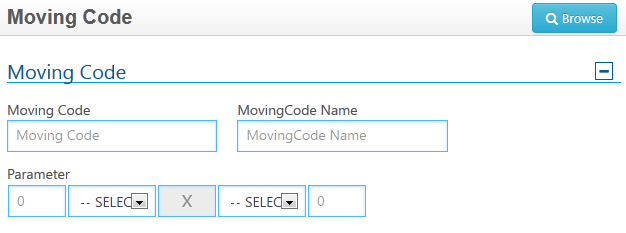 Moving Code
Browse
Moving Code
Moving Code MovingCode Name
Moving Code MovingCode Name
Parameter
0 -- SELEC X -- SELEC 0